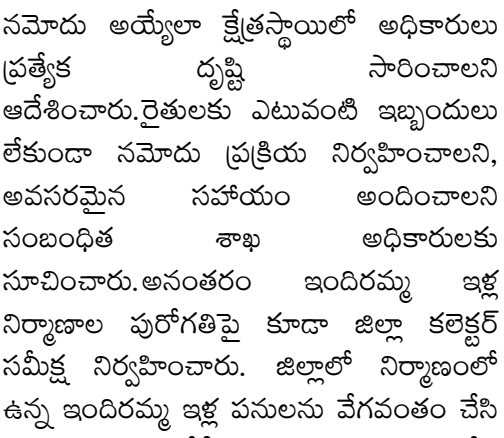 నమోదు అయ్యేలా క్షేత్రస్థాయిలో అధికారులు
ప్రత్యేక దృష్టి సారించాలని
ఆదేశించారు.రైతులకు ఎటువంటి ఇబ్బందులు
లేకుండా నమోదు ప్రక్రియ నిర్వహించాలని,
అవసరమైన సహాయం అందించాలని
సంబంధిత శాఖ అధికారులకు
సూచించారు.అనంతరం ఇందిరమ్మ ఇళ్ల
నిర్మాణాల పురోగతిపై కూడా జిల్లా కలెక్టర్
సమీక్ష నిర్వహించారు. జిల్లాలో నిర్మాణంలో
ఉన్న ఇందిరమ్మ ఇళ్ల పనులను వేగవంతం చేసి